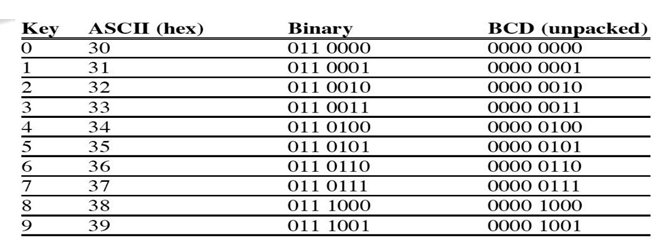 Key ASCII (hex) Binary BCD (unpacked)
0 30 011 0000 0000 0000
1 31 011 0001 0000 0001
2 32 011 0010 0000 0010
3 33 011 0011 0000 0011
4 34 011 0100 0000 0100
5 35 011 0101 0000 0101
6 36 011 0110 0000 0110
7 37 011 0111 0000 0111
8 38 011 1000 0000 1000
9 39 011 1001 0000 1001